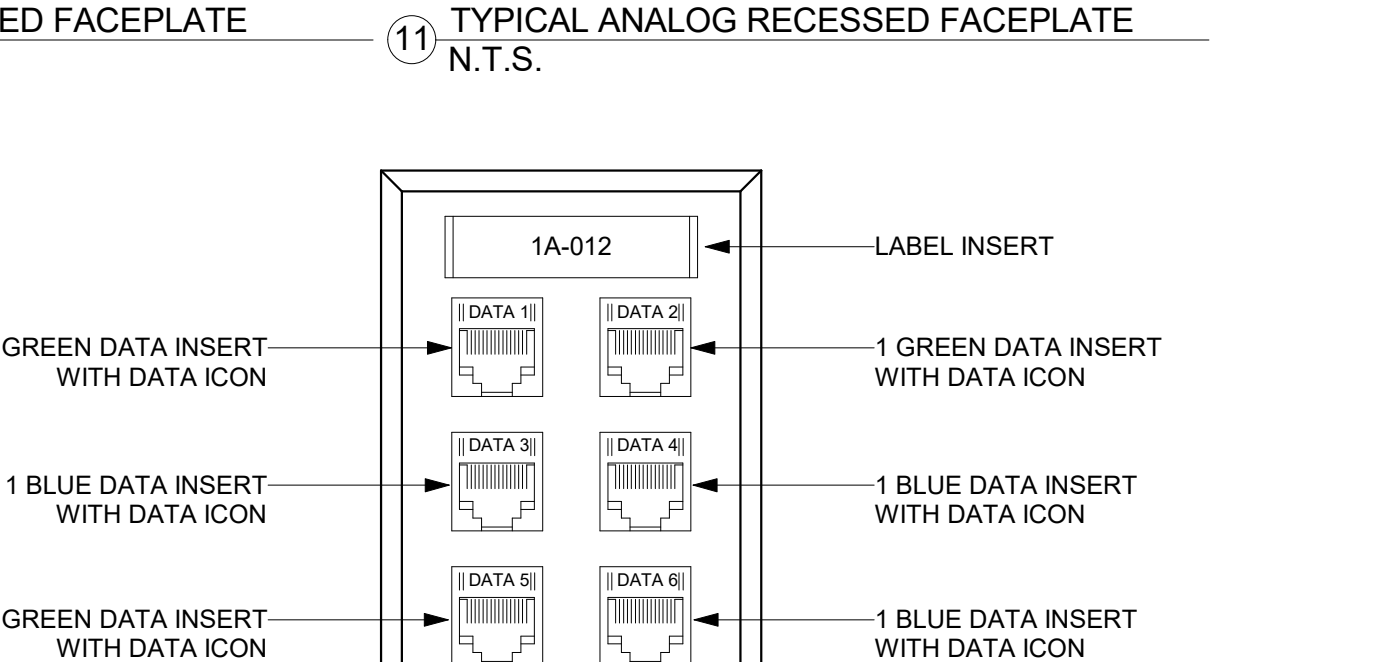 ED FACEPLATE
11 TYPICAL ANALOG RECESSED FACEPLATE
N.T.S.
1A-012
LABEL INSERT
DATA 1
DATA 2
GREEN DATA INSERT
WITH DATA ICON
1 GREEN DATA INSERT
WITH DATA ICON
DATA 3
DATA 4
1 BLUE DATA INSERT
WITH DATA ICON
1 BLUE DATA INSERT
WITH DATA ICON
DATA 5
DATA 6
GREEN DATA INSERT
WITH DATA ICON
1 BLUE DATA INSERT
WITH DATA ICON